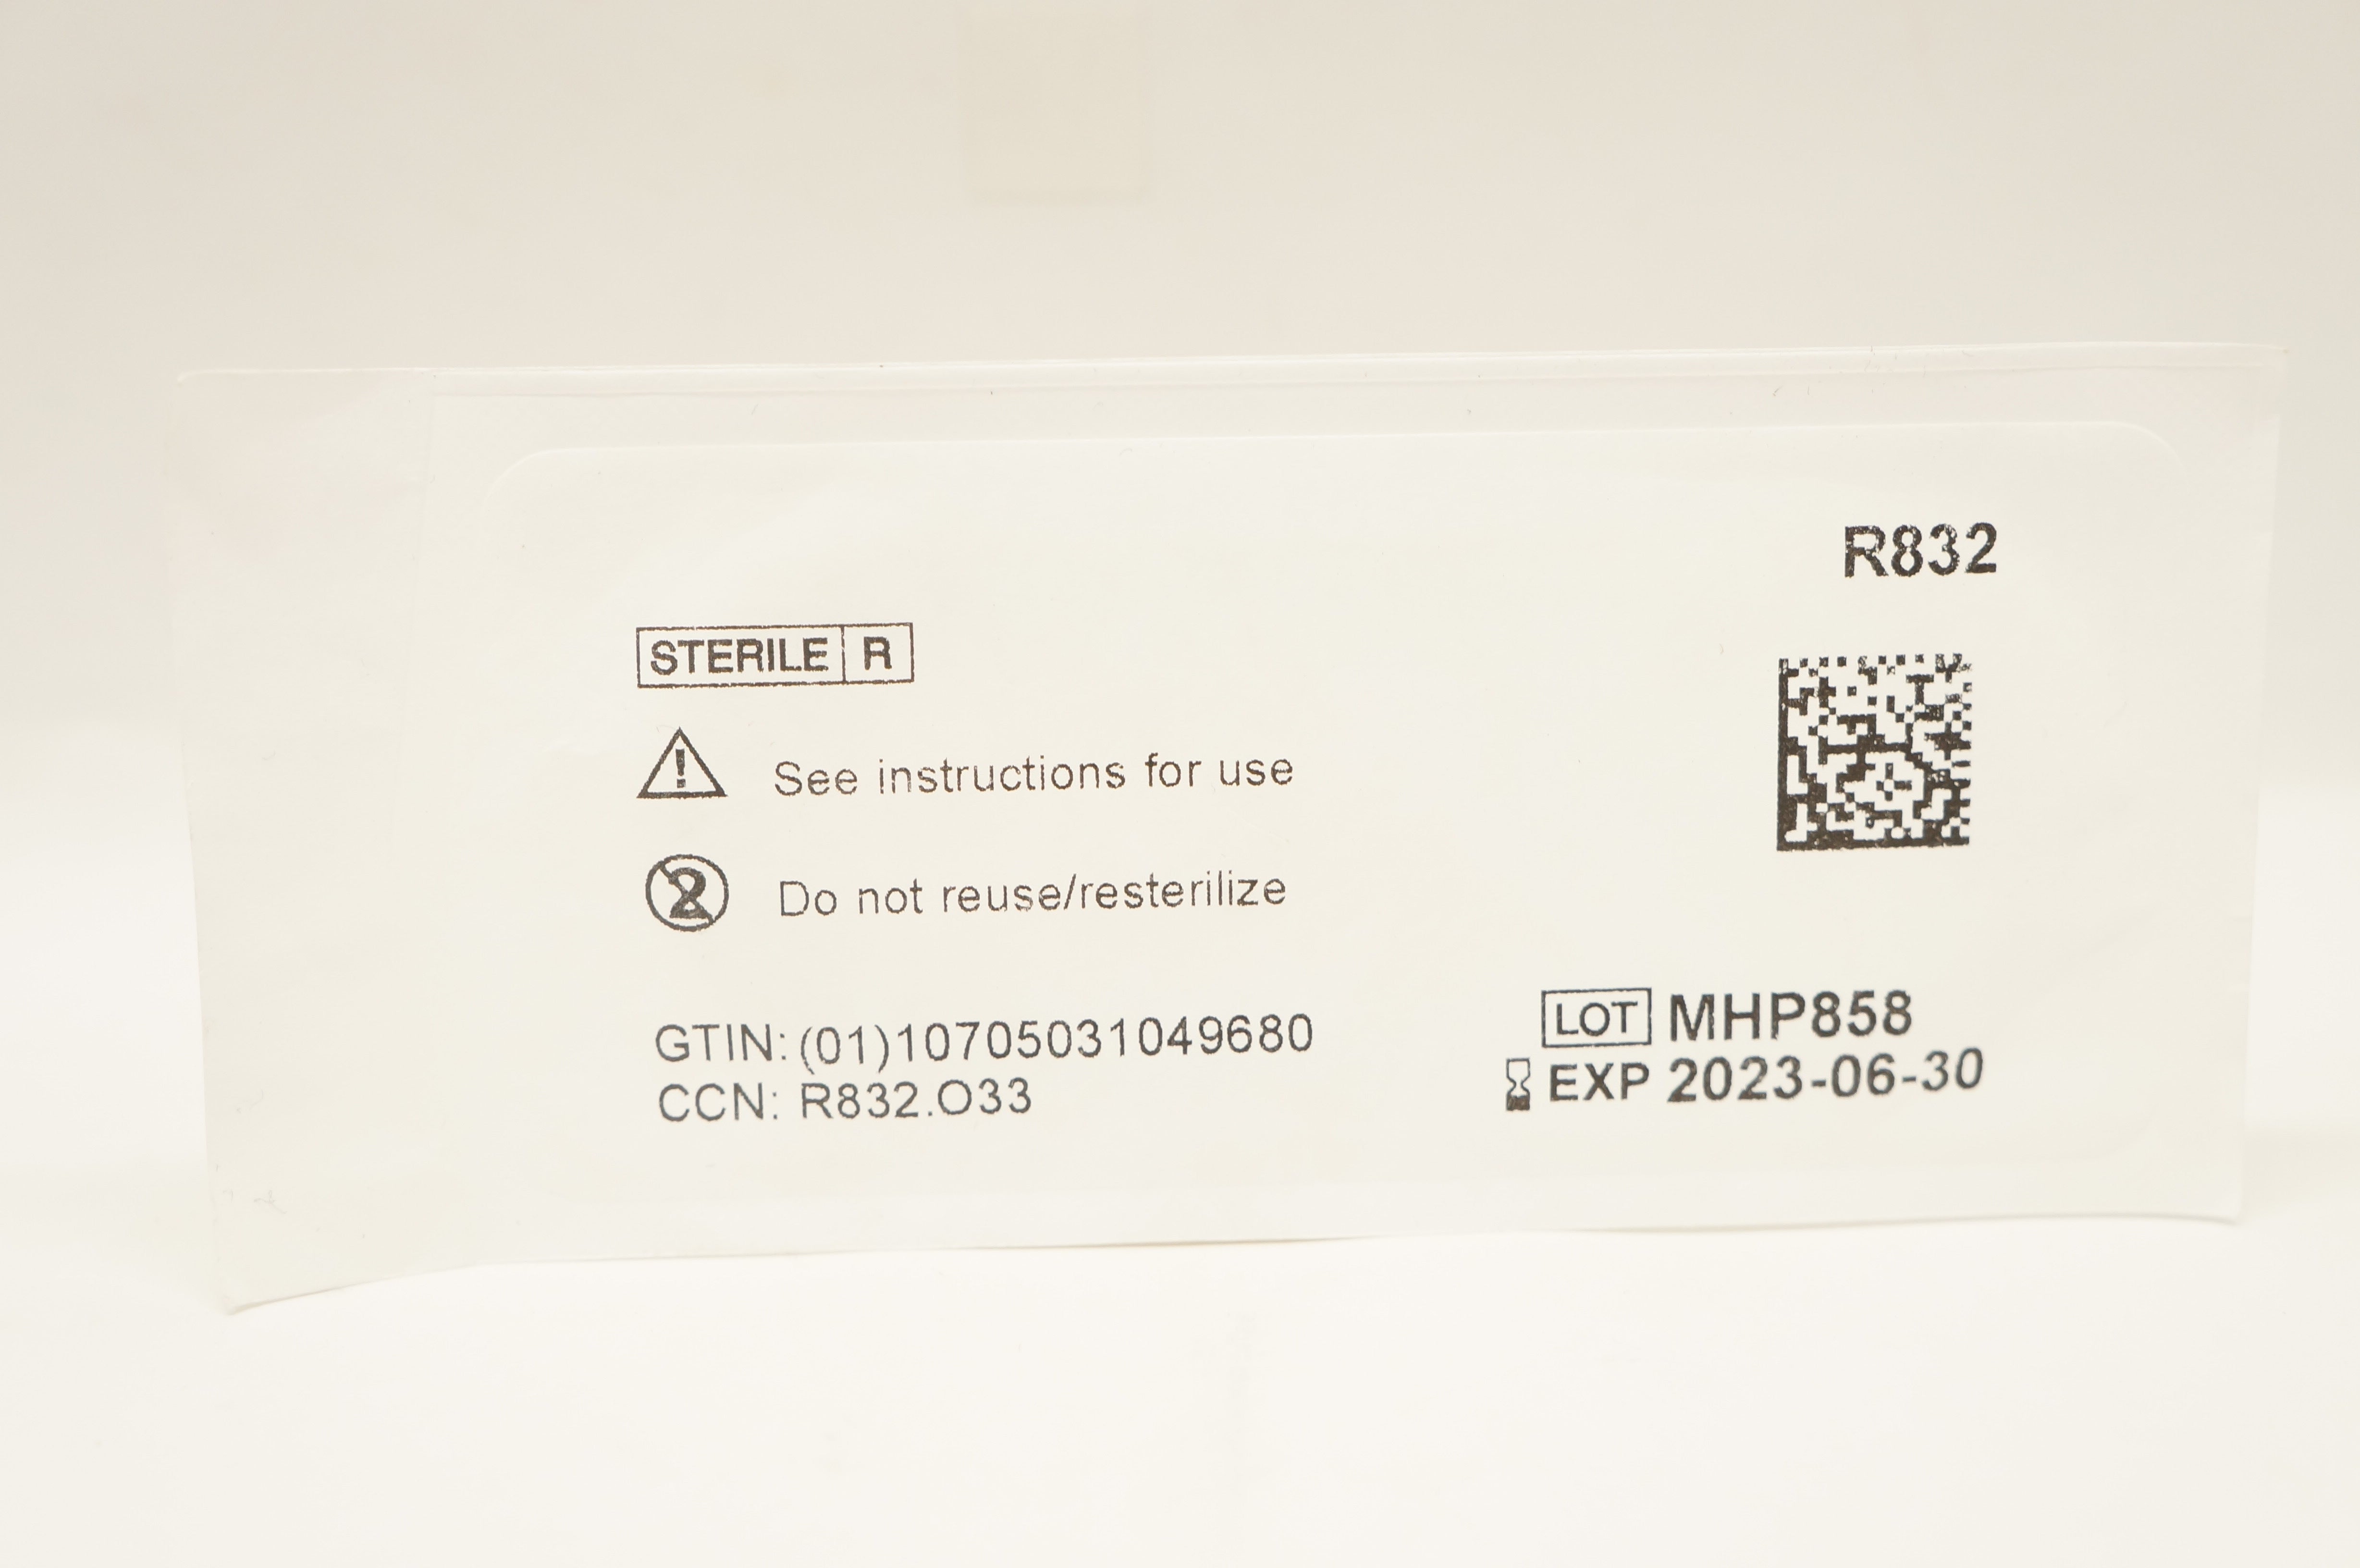 R832
STERILE R
See instructions for use
Do not reuse/resterilize
GTIN: (01)10705031049680
CCN: R832.O33
LOT MHP858
EXP 2023-06-30